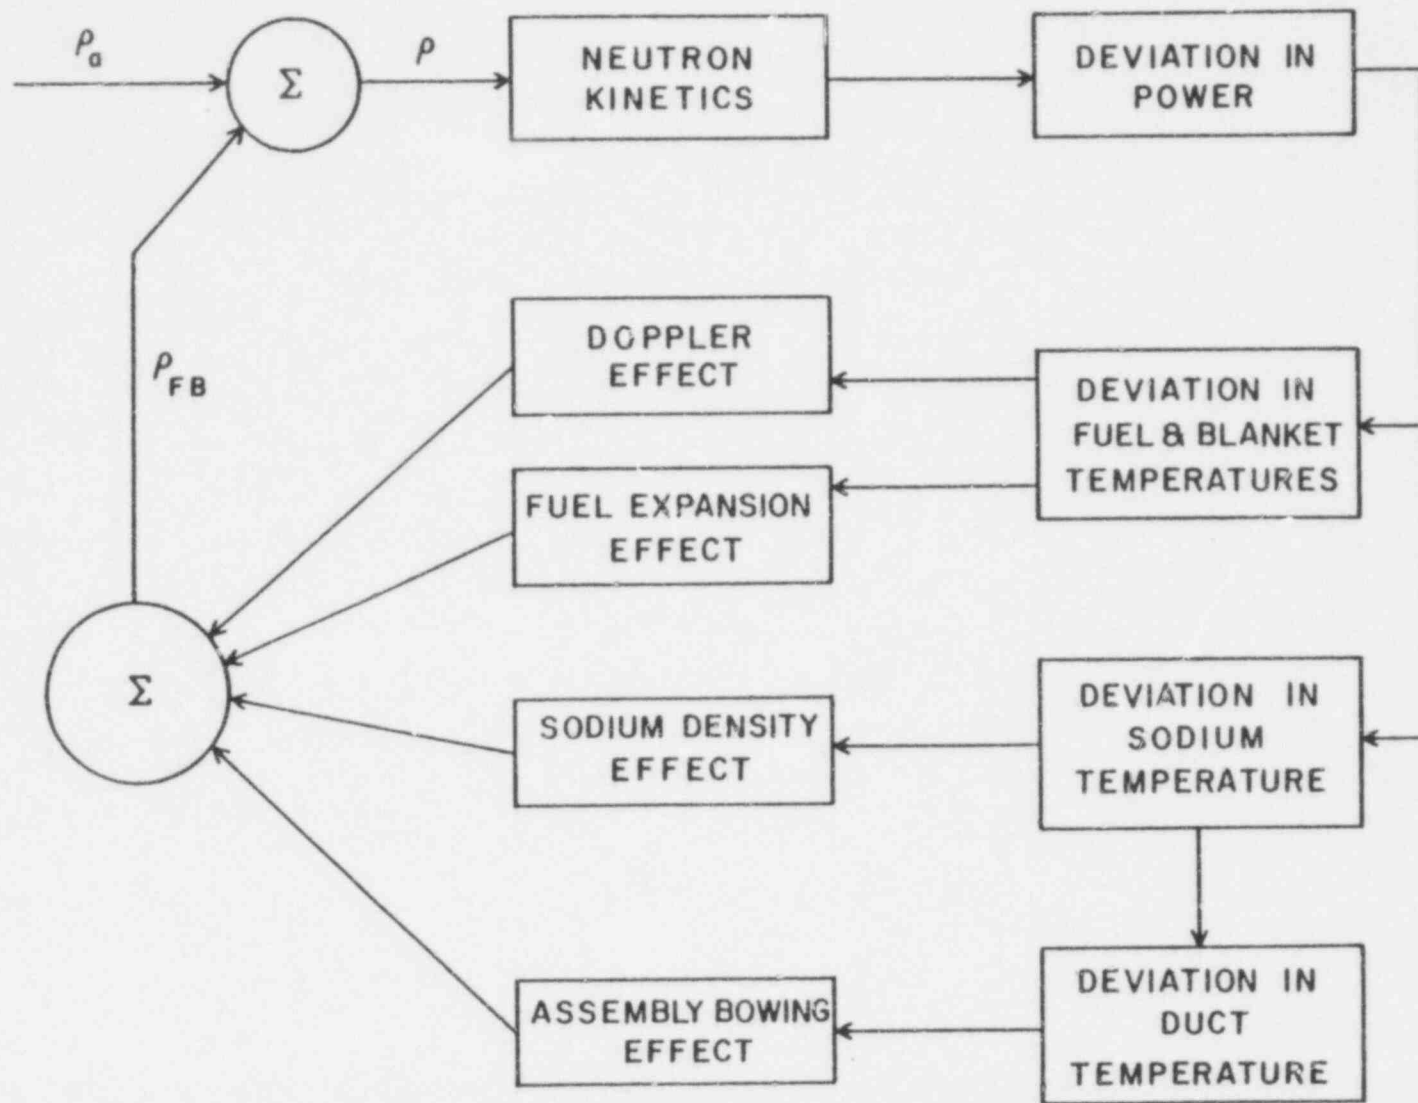 ρa
Σ
ρ
NEUTRON
KINETICS
DEVIATION IN
POWER
ρFB
DOPPLER
EFFECT
DEVIATION IN
FUEL & BLANKET
TEMPERATURES
FUEL EXPANSION
EFFECT
Σ
SODIUM DENSITY
EFFECT
DEVIATION IN
SODIUM
TEMPERATURE
ASSEMBLY BOWING
EFFECT
DEVIATION IN
DUCT
TEMPERATURE